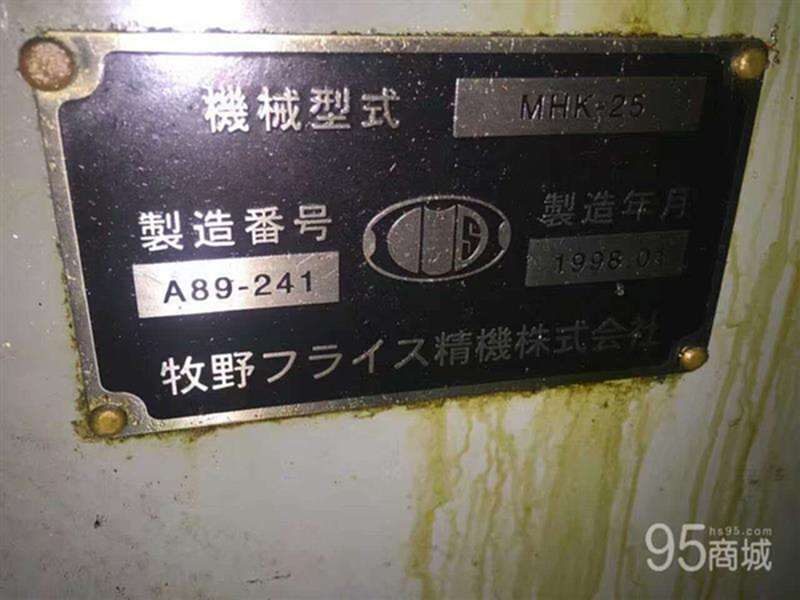 機械型式 MHK-25
製造番号 製造年月
A89-241 1998
牧野フライス精機株式会社
hs95.com
95商城